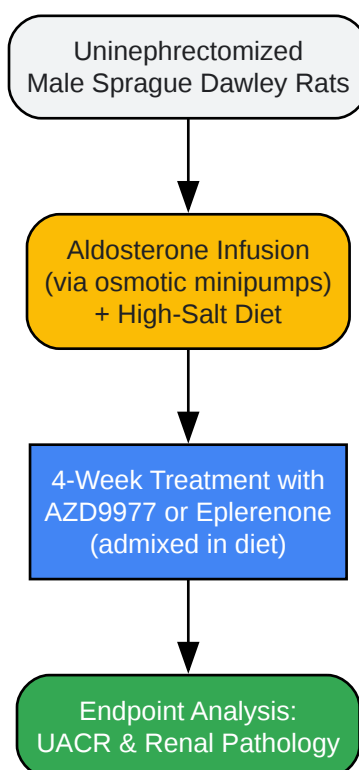 Uninephrectomized
Male Sprague Dawley Rats
Aldosterone Infusion
(via osmotic minipumps)
+ High-Salt Diet
4-Week Treatment with
AZD9977 or Eplerenone
(admixed in diet)
Endpoint Analysis:
UACR & Renal Pathology